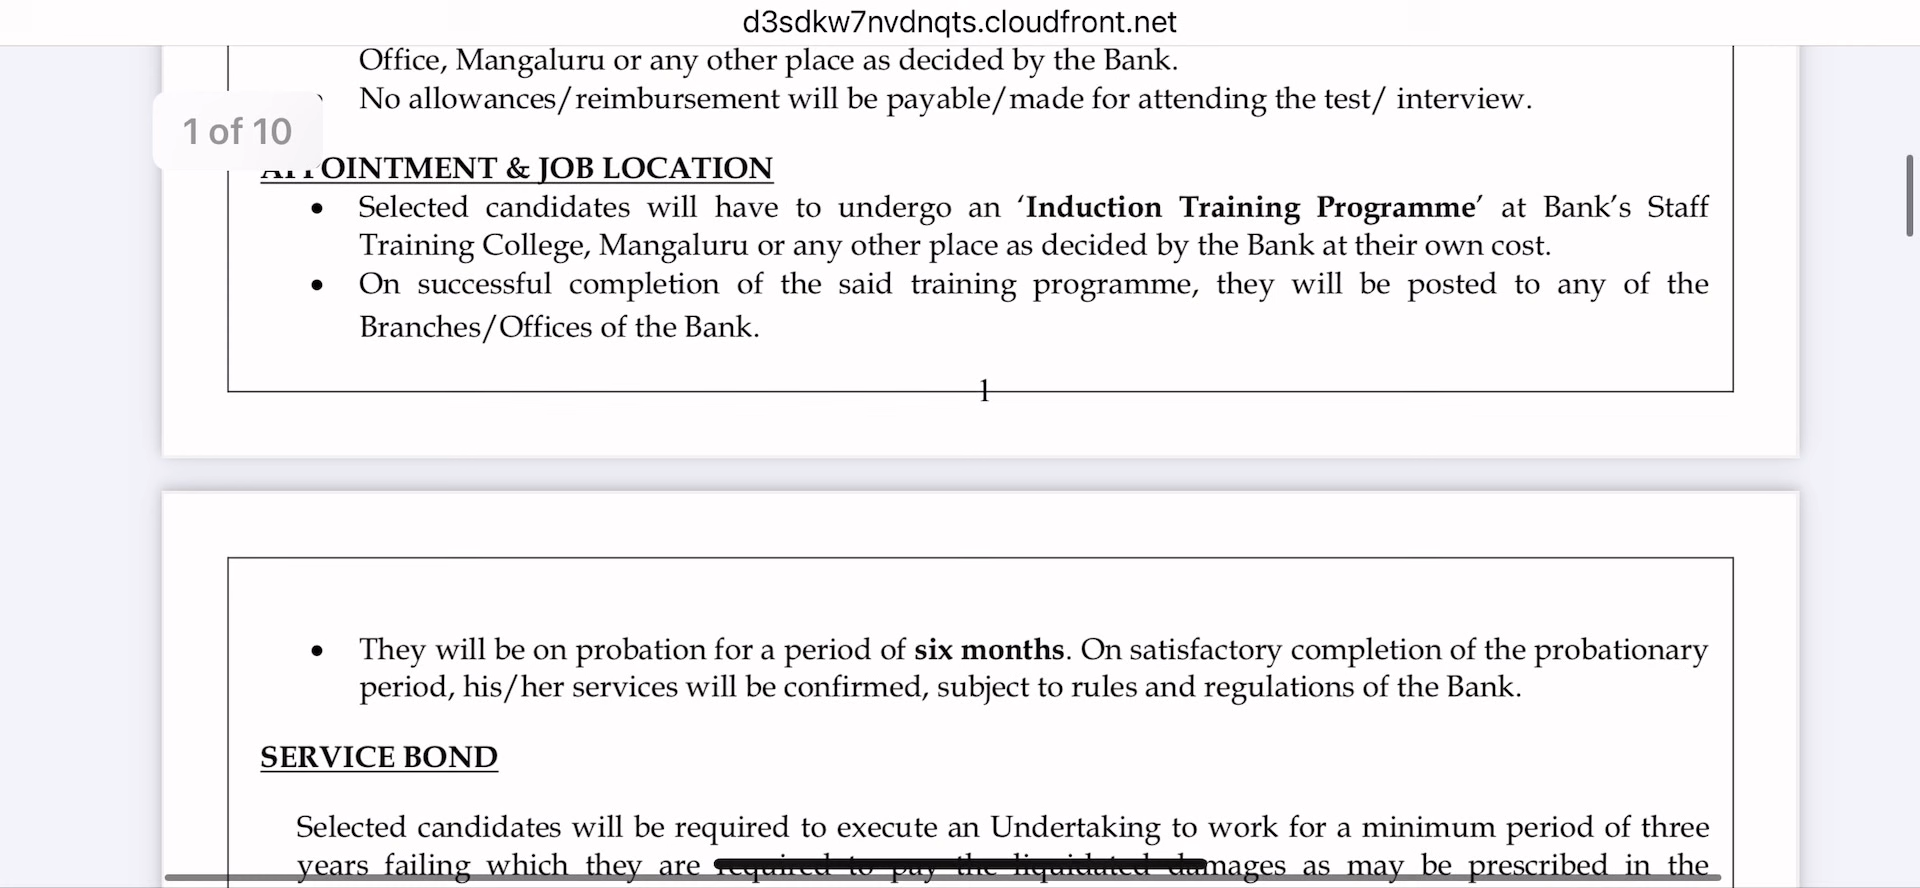 d3sdkw7nvdnqts.cloudfront.net
Office, Mangaluru or any other place as decided by the Bank.
1 of 10
No allowances/reimbursement will be payable/made for attending the test/ interview.
OINTMENT & JOB LOCATION
• Selected candidates will have to undergo an ‘Induction Training Programme’ at Bank’s Staff
Training College, Mangaluru or any other place as decided by the Bank at their own cost.
• On successful completion of the said training programme, they will be posted to any of the
Branches/Offices of the Bank.
1
• They will be on probation for a period of six months. On satisfactory completion of the probationary
period, his/her services will be confirmed, subject to rules and regulations of the Bank.
SERVICE BOND
Selected candidates will be required to execute an Undertaking to work for a minimum period of three
years failing which they are required to pay the liquidated damages as may be prescribed in the